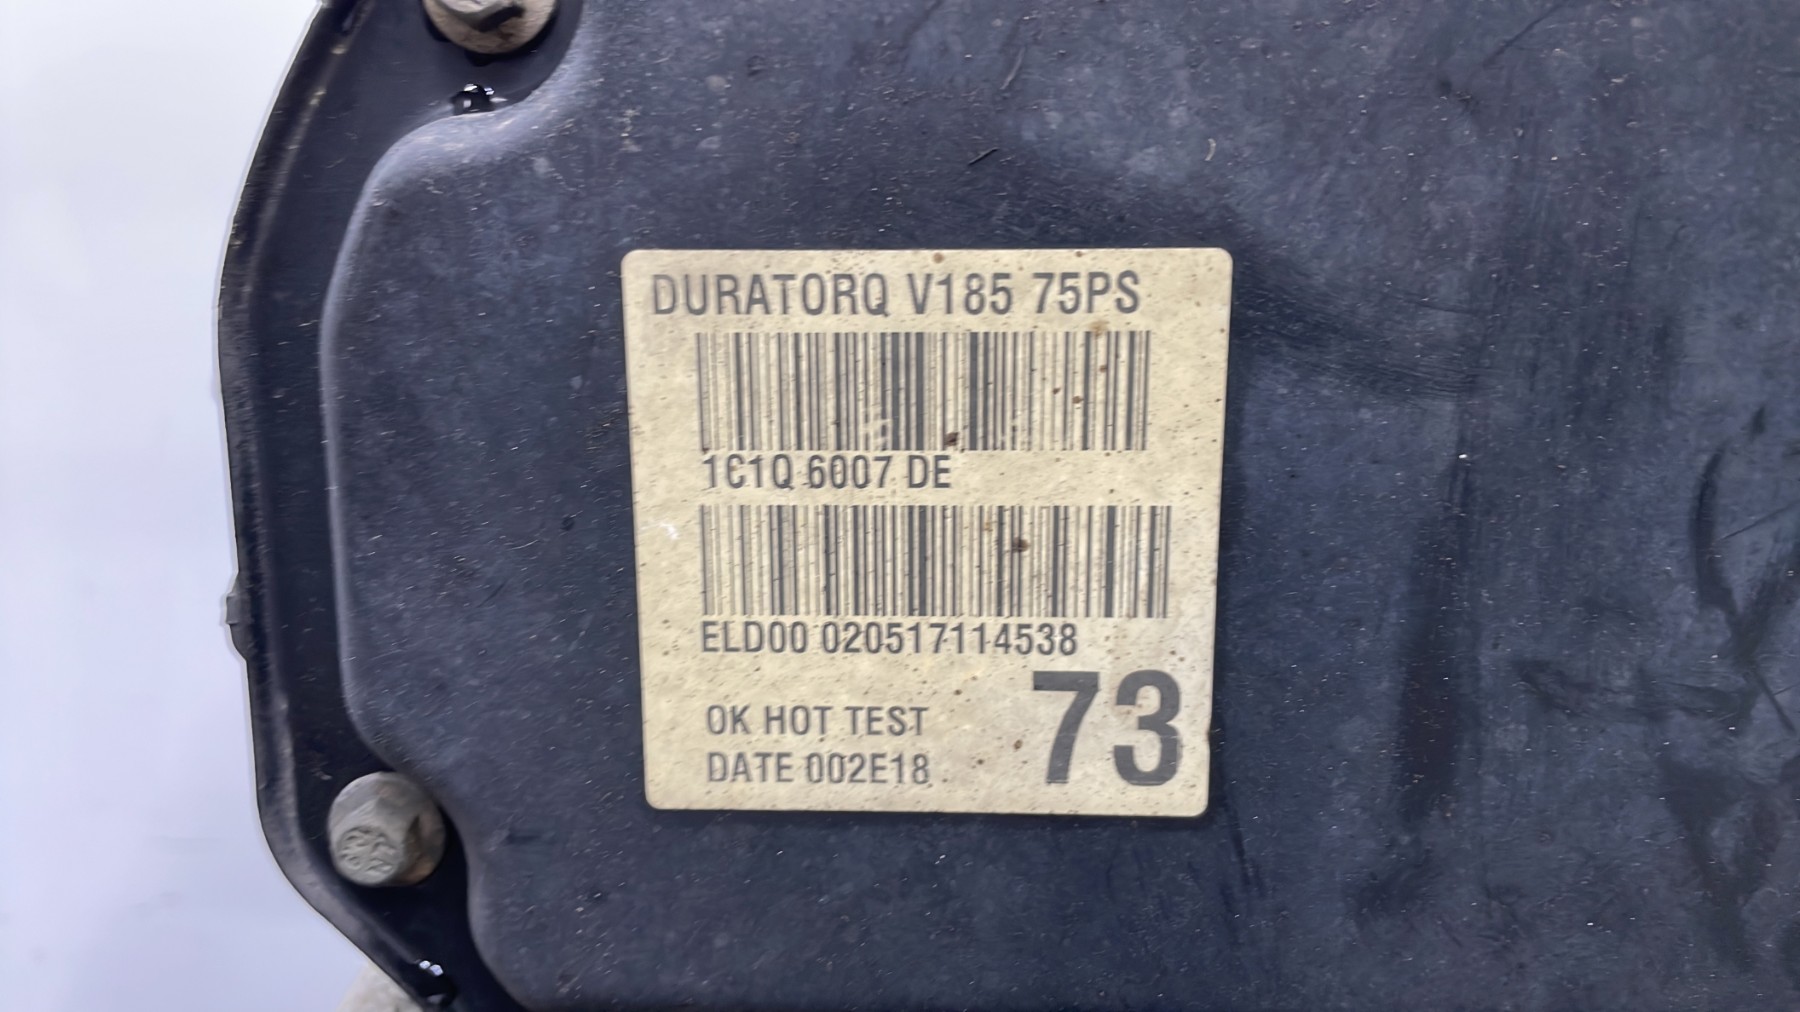 DURATORQ V185 75PS
1C1Q 6007 DE
ELD00 020517114538
OK HOT TEST
73
DATE 002E18